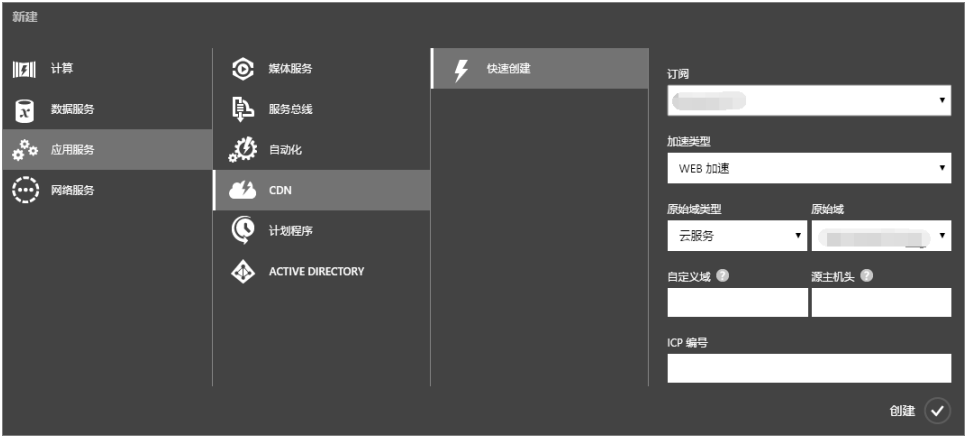 新建
计算
数据服务
应用服务
网络服务
媒体服务
服务总线
自动化
CDN
计划程序
ACTIVE DIRECTORY
快速创建
订阅
加速类型
WEB 加速
原始域类型 原始域
云服务
自定义域 ? 源主机头 ?
ICP 编号
创建